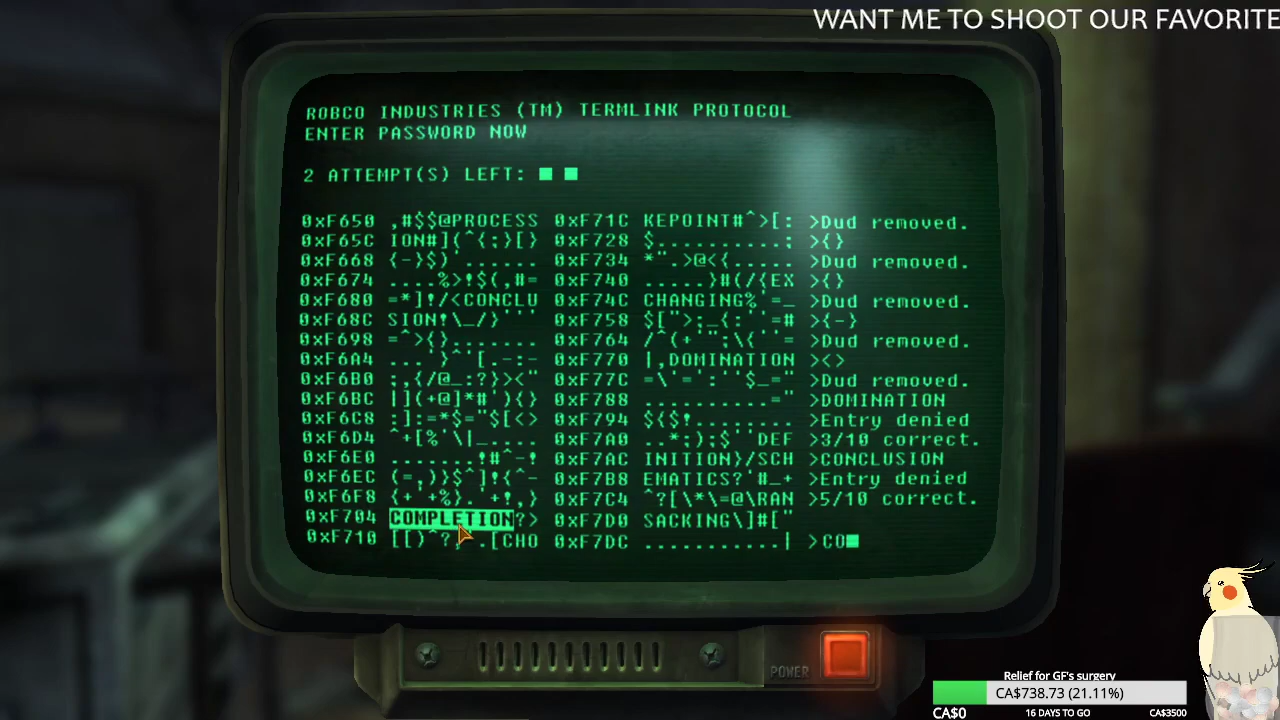 WANT ME TO SHOOT OUR FAVORITE
ROBCO INDUSTRIES (TM) TERMLINK PROTOCOL
ENTER PASSWORD NOW
2 ATTEMPT(S) LEFT: ■ ■
0xF650 ,#$$@PROCESS 0xF71C KEPOINT#^>[: >Dud removed.
0xF65C ION#](^{:}[} 0xF728 $..........; >{}
0xF668 {-}$)'...... 0xF734 *".>@<{..... >Dud removed.
0xF674 ....%>!$(,#= 0xF740 .....}#(/{EX >{}
0xF680 =*]!/<CONCLU 0xF74C CHANGING%'=_ >Dud removed.
0xF68C SION!\_/}''' 0xF758 $[">;_{:''=# >{-}
0xF698 =^>{}....... 0xF764 /^(+'";\{''= >Dud removed.
0xF6A4 ...'}^'[.-:- 0xF770 |,DOMINATION ><>
0xF6B0 :,{/@_:?}><" 0xF77C =\'=':''$_=" >Dud removed.
0xF6BC |](+@]*#'){} 0xF788 ..........=" >DOMINATION
0xF6C8 :]:=*$="$[<> 0xF794 ${$!........ >Entry denied
0xF6D4 ^+[%'\|_.... 0xF7A0 ..*;);$''DEF >3/10 correct.
0xF6E0 .......!#^-! 0xF7AC INITION}/SCH >CONCLUSION
0xF6EC (=,)}$^]!{^- 0xF7B8 EMATICS?'#_+ >Entry denied
0xF6F8 {+'+%}.'+!,} 0xF7C4 ^?[\*\=@\RAN >5/10 correct.
0xF704 COMPLETION?> 0xF7D0 SACKING\]#["
0xF710 [[)^? .[CHO 0xF7DC ...........| >CO■
POWER
Relief for GF's surgery
CA$738.73 (21.11%)
CA$0 16 DAYS TO GO CA$3500